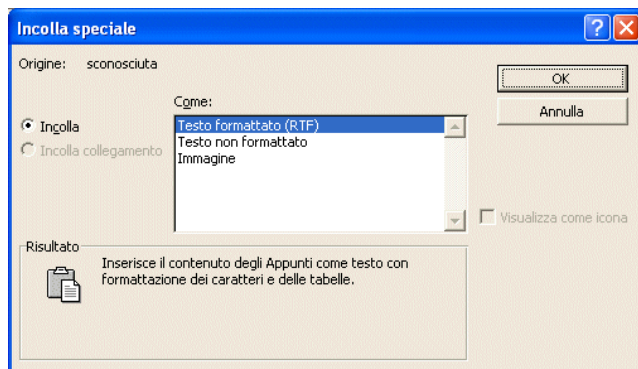 Incolla speciale
Origine: sconosciuta
OK
Annulla
Come:
Incolla
Incolla collegamento
Testo formattato (RTF)
Testo non formattato
Immagine
Visualizza come icona
Risultato
Inserisce il contenuto degli Appunti come testo con
formattazione dei caratteri e delle tabelle.